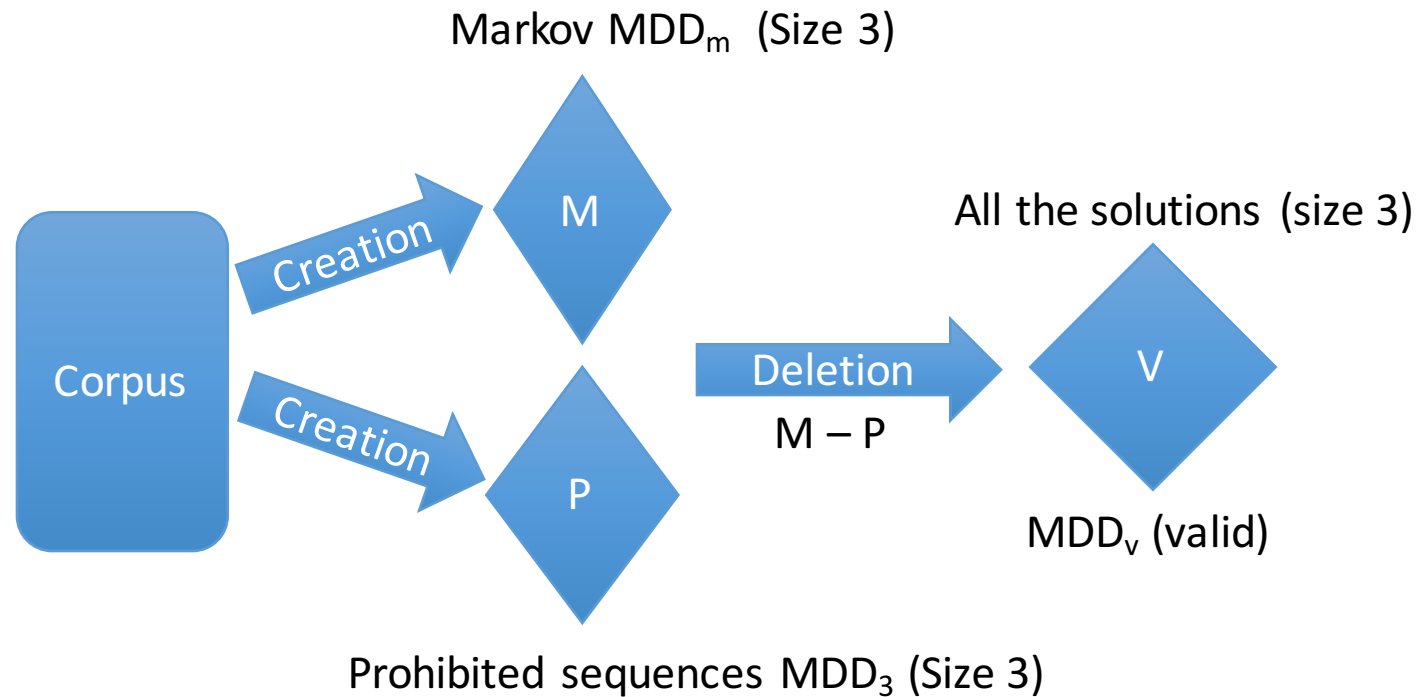 Markov MDDm (Size 3)
M
Creation
All the solutions (size 3)
Corpus
Deletion
V
Creation
M – P
P
MDDv (valid)
Prohibited sequences MDD3 (Size 3)